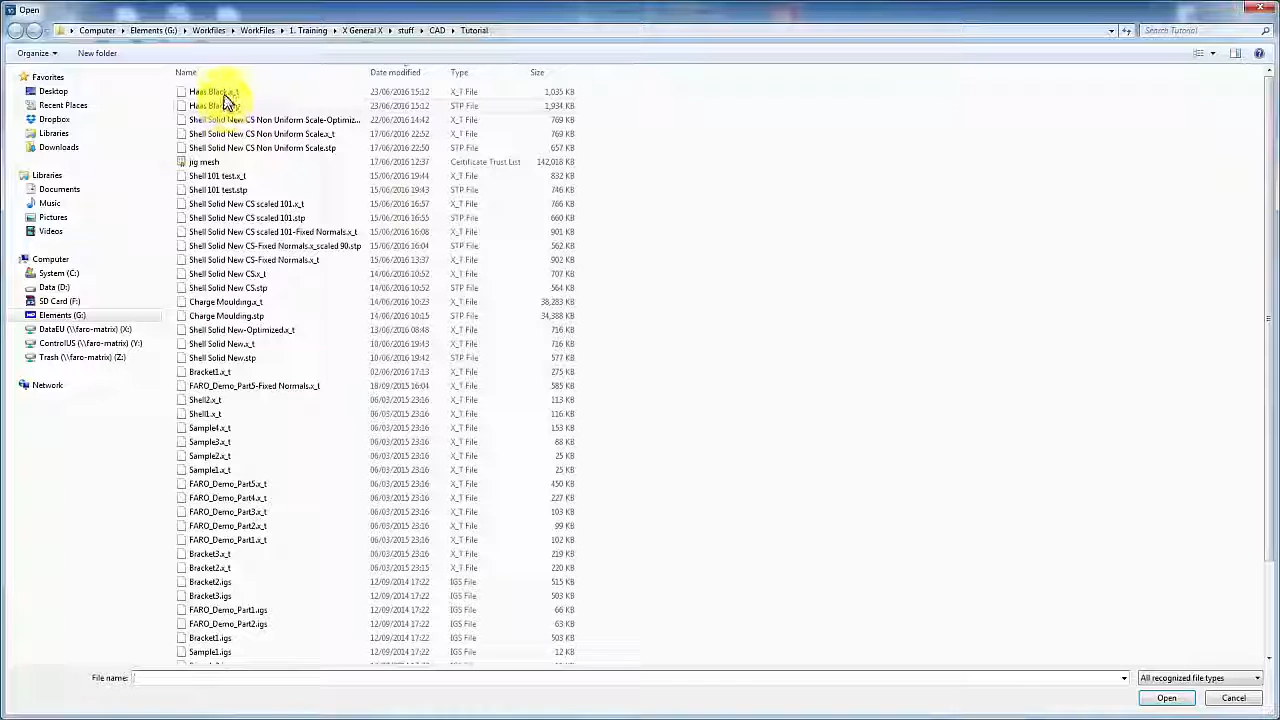 Open
Computer Elements (G:) Workfiles WorkFiles 1. Training X General X stuff CAD Tutorial Search Tutorial
Organize New folder
Name Date modified Type Size
Favorites
Desktop
Recent Places
Dropbox
Libraries
Downloads
Libraries
Documents
Music
Pictures
Videos
Computer
System (C:)
Data (D:)
SD Card (F:)
Elements (G:)
DataEU (\\faro-matrix) (X:)
ControlUS (\\faro-matrix) (Y:)
Trash (\\faro-matrix) (Z:)
Network
Haas Block.x_t 23/06/2016 15:12 X_T File 1,035 KB
Haas 23/06/2016 15:12 STP File 1,934 KB
Shell Solid New CS Non Uniform Scale-Optimiz... 22/06/2016 14:42 X_T File 769 KB
Shell Solid New CS Non Uniform Scale.x_t 17/06/2016 22:52 X_T File 769 KB
Shell Solid New CS Non Uniform Scale.stp 17/06/2016 22:50 STP File 657 KB
jig mesh 17/06/2016 12:37 Certificate Trust List 142,018 KB
Shell 101 test.x_t 15/06/2016 19:44 X_T File 832 KB
Shell 101 test.stp 15/06/2016 19:43 STP File 746 KB
Shell Solid New CS scaled 101.x_t 15/06/2016 16:57 X_T File 766 KB
Shell Solid New CS scaled 101.stp 15/06/2016 16:55 STP File 660 KB
Shell Solid New CS scaled 101-Fixed Normals.x_t 15/06/2016 16:08 X_T File 901 KB
Shell Solid New CS-Fixed Normals.x_scaled 90.stp 15/06/2016 16:04 STP File 562 KB
Shell Solid New CS-Fixed Normals.x_t 15/06/2016 13:37 X_T File 902 KB
Shell Solid New CS.x_t 14/06/2016 10:52 X_T File 707 KB
Shell Solid New CS.stp 14/06/2016 10:52 STP File 564 KB
Charge Moulding.x_t 14/06/2016 10:23 X_T File 38,283 KB
Charge Moulding.stp 14/06/2016 10:15 STP File 34,388 KB
Shell Solid New-Optimized.x_t 13/06/2016 08:48 X_T File 716 KB
Shell Solid New.x_t 10/06/2016 19:43 X_T File 716 KB
Shell Solid New.stp 10/06/2016 19:42 STP File 577 KB
Bracket1.x_t 02/06/2016 17:13 X_T File 275 KB
FARO_Demo_Part5-Fixed Normals.x_t 18/09/2015 16:04 X_T File 585 KB
Shell2.x_t 06/03/2015 23:16 X_T File 113 KB
Shell1.x_t 06/03/2015 23:16 X_T File 116 KB
Sample4.x_t 06/03/2015 23:16 X_T File 153 KB
Sample3.x_t 06/03/2015 23:16 X_T File 88 KB
Sample2.x_t 06/03/2015 23:16 X_T File 25 KB
Sample1.x_t 06/03/2015 23:16 X_T File 25 KB
FARO_Demo_Part5.x_t 06/03/2015 23:16 X_T File 450 KB
FARO_Demo_Part4.x_t 06/03/2015 23:16 X_T File 227 KB
FARO_Demo_Part3.x_t 06/03/2015 23:16 X_T File 103 KB
FARO_Demo_Part2.x_t 06/03/2015 23:16 X_T File 99 KB
FARO_Demo_Part1.x_t 06/03/2015 23:16 X_T File 102 KB
Bracket3.x_t 06/03/2015 23:16 X_T File 219 KB
Bracket2.x_t 06/03/2015 23:15 X_T File 220 KB
Bracket2.igs 12/09/2014 17:22 IGS File 515 KB
Bracket3.igs 12/09/2014 17:22 IGS File 503 KB
FARO_Demo_Part1.igs 12/09/2014 17:22 IGS File 66 KB
FARO_Demo_Part2.igs 12/09/2014 17:22 IGS File 63 KB
Bracket1.igs 12/09/2014 17:22 IGS File 503 KB
Sample1.igs 12/09/2014 17:22 IGS File 12 KB
File name: All recognized file types
Open Cancel